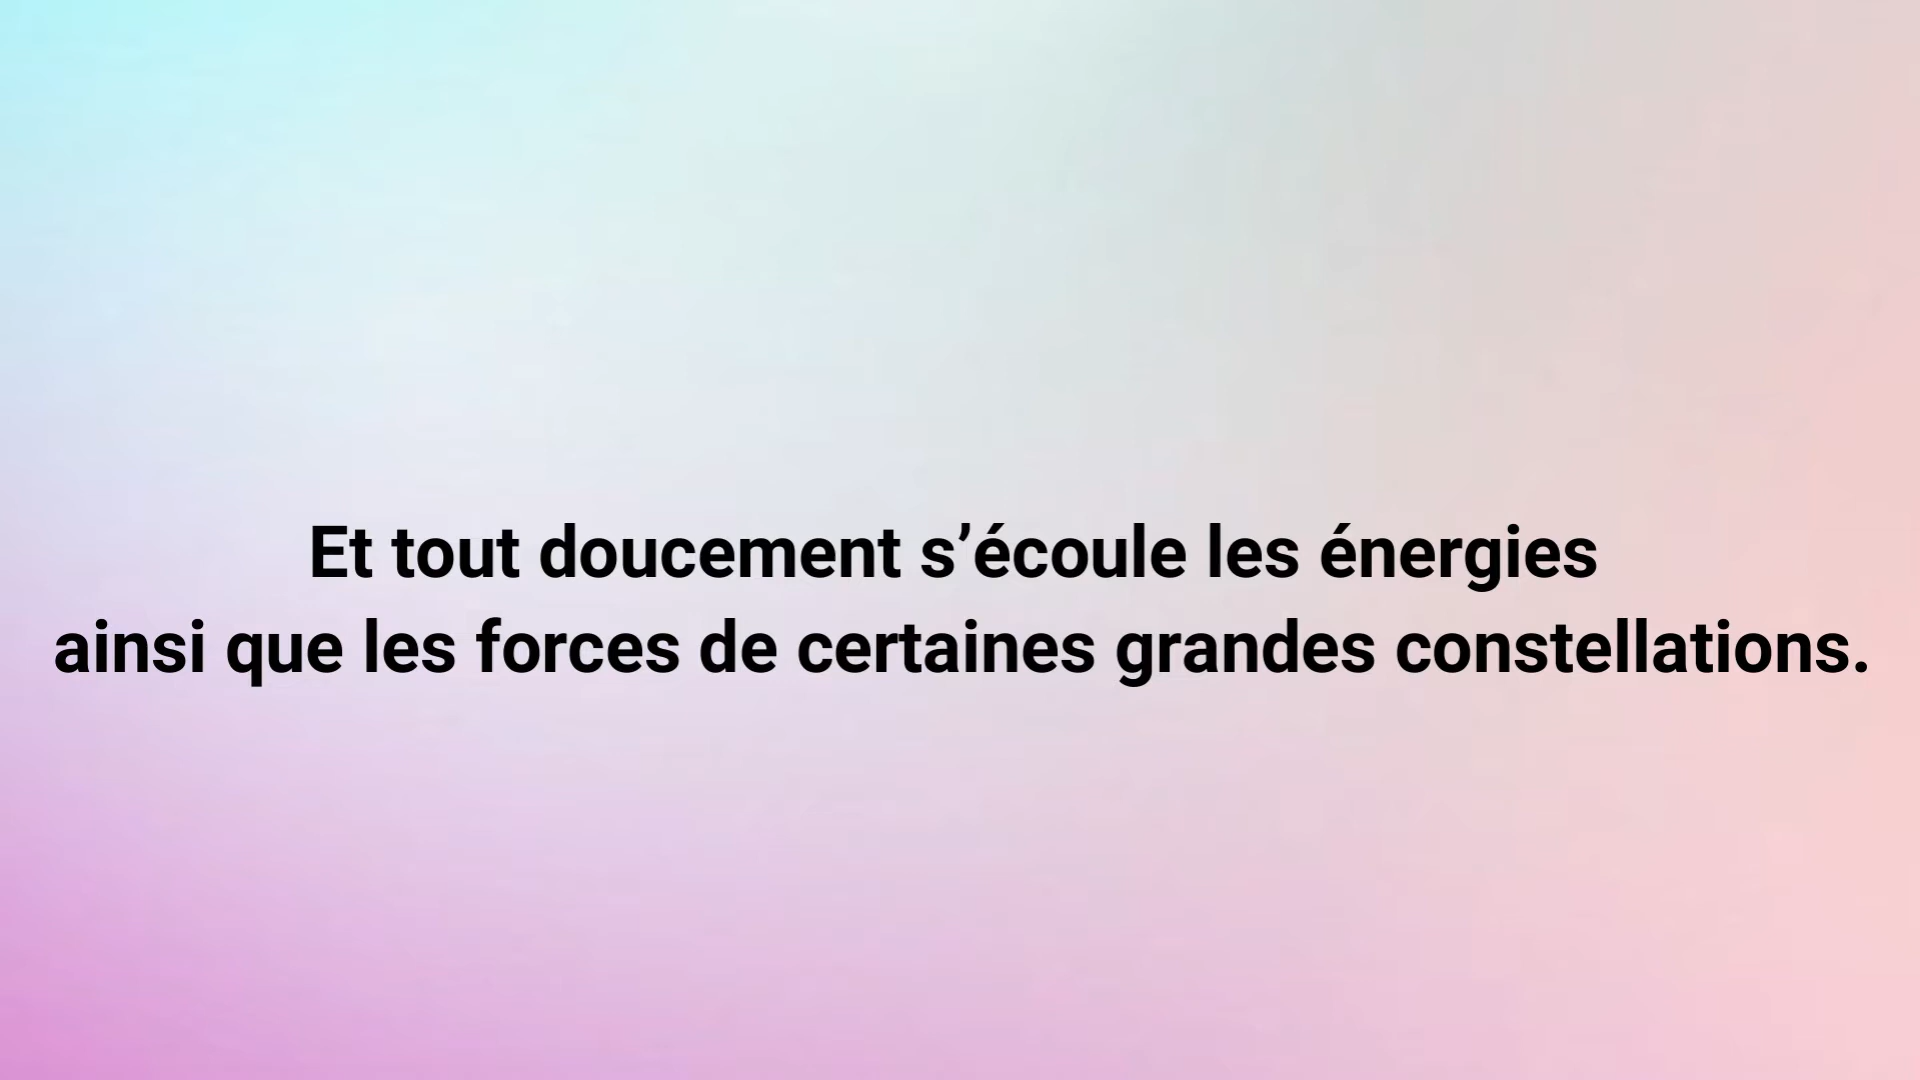 Et tout doucement s’écoule les énergies
ainsi que les forces de certaines grandes constellations.